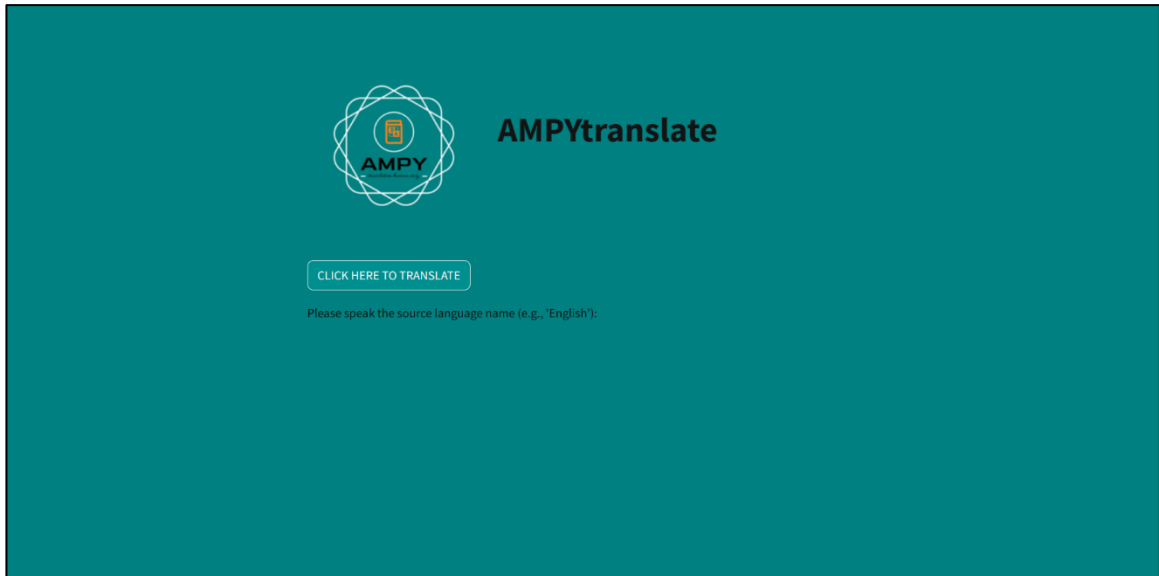 AMPY
AMPYtranslate
CLICK HERE TO TRANSLATE
Please speak the source language name (e.g., 'English'):